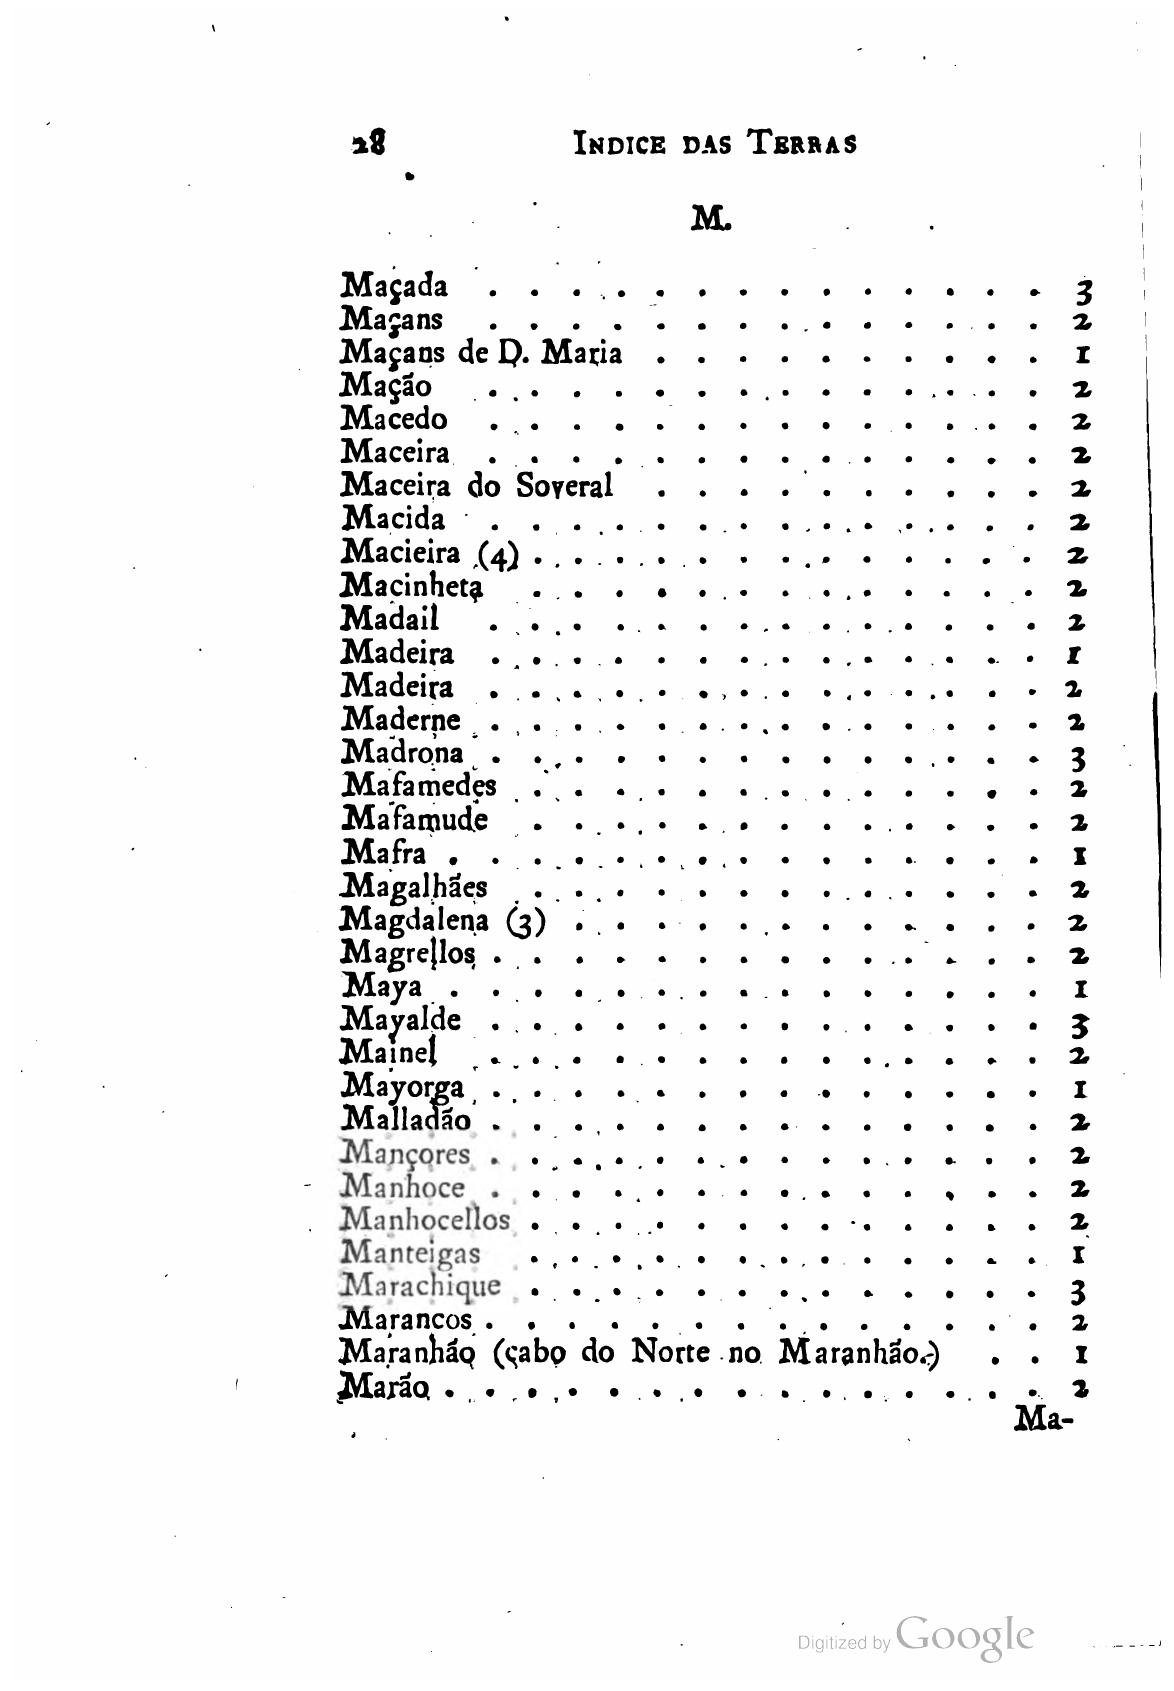 28 INDICE DAS TERRAS
M.
Maçada . . . . . . . . . . . . . . 3
Maçans . . . . . . . . . . . . . . 2
Maçans de D. Maria . . . . . . . . . . 1
Mação . . . . . . . . . . . . . . 2
Macedo . . . . . . . . . . . . . . 2
Maceira . . . . . . . . . . . . . . 2
Maceira do Soveral . . . . . . . . . . 2
Macida . . . . . . . . . . . . . . 2
Macieira (4) . . . . . . . . . . . . . 2
Macinheta . . . . . . . . . . . . . 2
Madail . . . . . . . . . . . . . . 2
Madeira . . . . . . . . . . . . . . 1
Madeira . . . . . . . . . . . . . . 2
Maderne . . . . . . . . . . . . . . 2
Madrona . . . . . . . . . . . . . . 3
Mafamedes . . . . . . . . . . . . . 2
Mafamude . . . . . . . . . . . . . 2
Mafra . . . . . . . . . . . . . . . 1
Magalhães . . . . . . . . . . . . . 2
Magdalena (3) . . . . . . . . . . . . 2
Magrellos . . . . . . . . . . . . . . 2
Maya . . . . . . . . . . . . . . . 1
Mayalde . . . . . . . . . . . . . . 3
Mainel . . . . . . . . . . . . . . 2
Mayorga . . . . . . . . . . . . . . 1
Malladão . . . . . . . . . . . . . . 2
Mançores . . . . . . . . . . . . . . 2
Manhoce . . . . . . . . . . . . . . 2
Manhocellos . . . . . . . . . . . . . 2
Manteigas . . . . . . . . . . . . . 1
Marachique . . . . . . . . . . . . . 3
Marancos . . . . . . . . . . . . . . 2
Maranhão (cabo do Norte no Maranhão.) . . 1
Marão . . . . . . . . . . . . . . . 2
Ma-
Digitized by Google